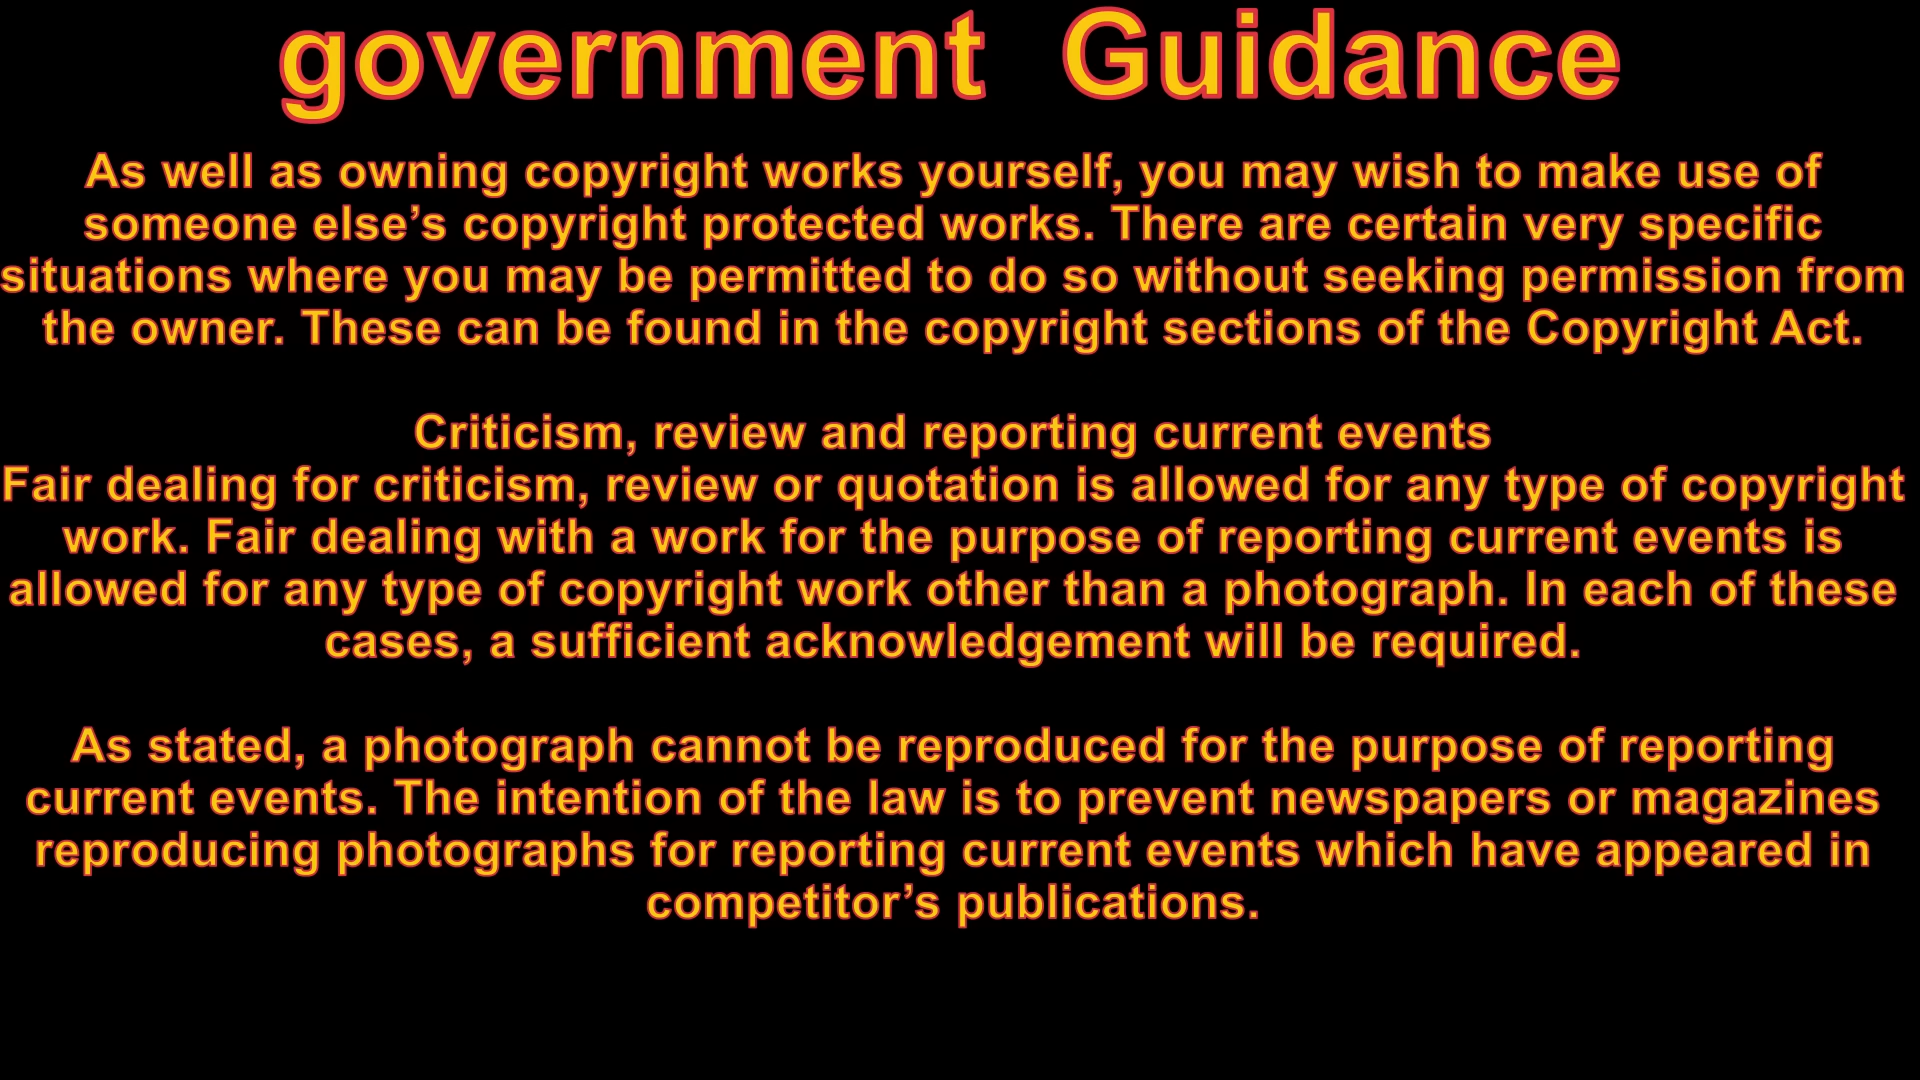 government Guidance
As well as owning copyright works yourself, you may wish to make use of
someone else’s copyright protected works. There are certain very specific
situations where you may be permitted to do so without seeking permission from
the owner. These can be found in the copyright sections of the Copyright Act.
Criticism, review and reporting current events
Fair dealing for criticism, review or quotation is allowed for any type of copyright
work. Fair dealing with a work for the purpose of reporting current events is
allowed for any type of copyright work other than a photograph. In each of these
cases, a sufficient acknowledgement will be required.
As stated, a photograph cannot be reproduced for the purpose of reporting
current events. The intention of the law is to prevent newspapers or magazines
reproducing photographs for reporting current events which have appeared in
competitor’s publications.